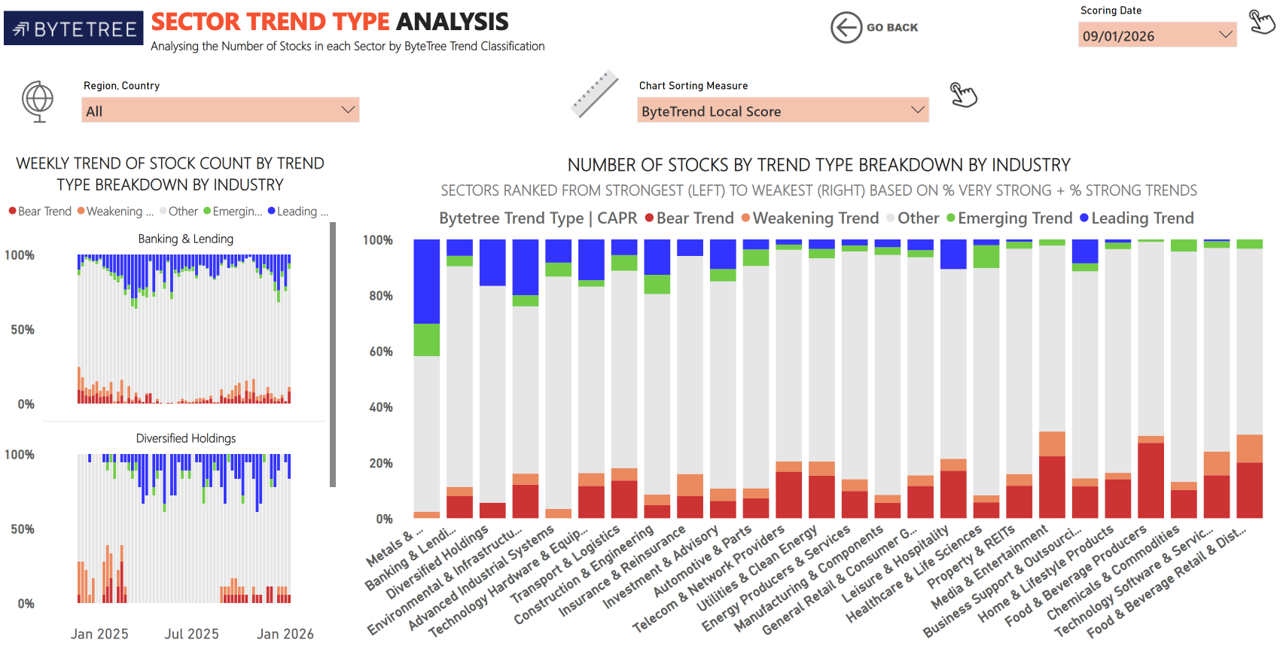 BYTETREE
SECTOR TREND TYPE ANALYSIS
Analysing the Number of Stocks in each Sector by ByteTree Trend Classification
GO BACK
Scoring Date
09/01/2026
Region, Country
All
Chart Sorting Measure
ByteTrend Local Score
WEEKLY TREND OF STOCK COUNT BY TREND
TYPE BREAKDOWN BY INDUSTRY
Bear Trend Weakening ... Other Emergin... Leading ...
Banking & Lending
100%
50%
0%
Diversified Holdings
100%
50%
0%
Jan 2025 Jul 2025 Jan 2026
NUMBER OF STOCKS BY TREND TYPE BREAKDOWN BY INDUSTRY
SECTORS RANKED FROM STRONGEST (LEFT) TO WEAKEST (RIGHT) BASED ON % VERY STRONG + % STRONG TRENDS
Bytetree Trend Type | CAPR Bear Trend Weakening Trend Other Emerging Trend Leading Trend
100%
80%
60%
40%
20%
0%
Metals & ...
Banking & Lendi...
Diversified Holdings
Environmental & Infrastructu...
Advanced Industrial Systems
Technology Hardware & Equip...
Transport & Logistics
Construction & Engineering
Insurance & Reinsurance
Investment & Advisory
Automotive & Parts
Telecom & Network Providers
Utilities & Clean Energy
Energy Producers & Services
Manufacturing & Components
General Retail & Consumer G...
Leisure & Hospitality
Healthcare & Life Sciences
Property & REITs
Media & Entertainment
Business Support & Outsourci...
Home & Lifestyle Products
Food & Beverage Producers
Chemicals & Commodities
Technology Software & Servic...
Food & Beverage Retail & Dist...